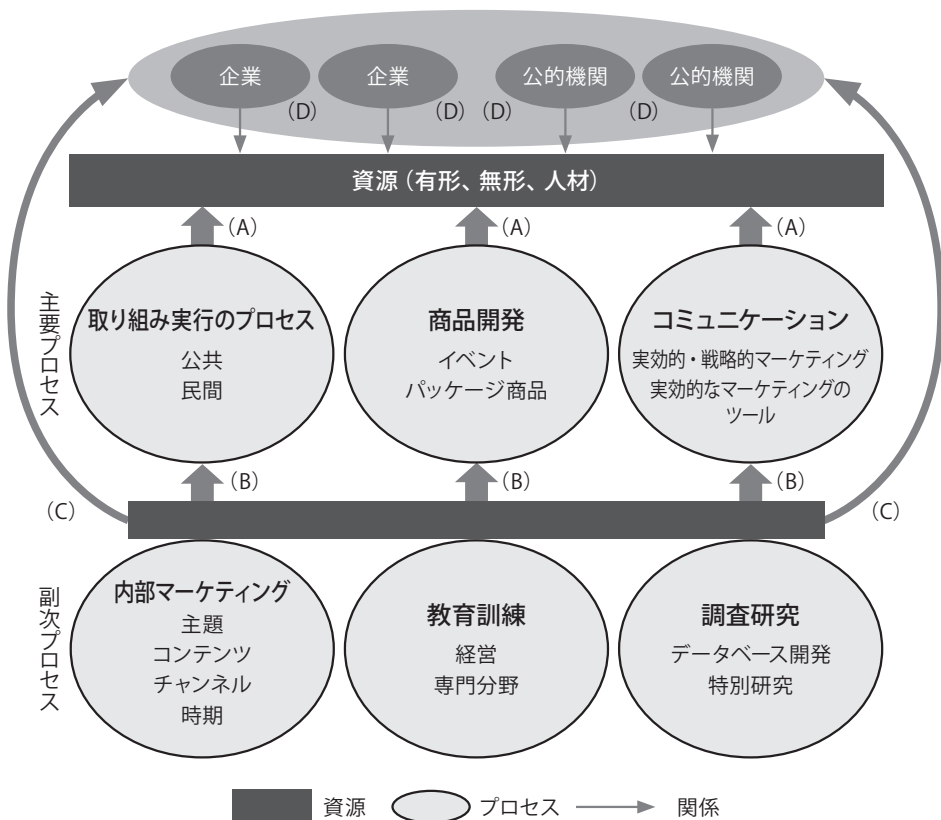 企業
企業
公的機関
公的機関
(D)
(D)
(D)
(D)
資源(有形、無形、人材)
(A)
(A)
(A)
主要プロセス
取り組み実行のプロセス
公共
民間
商品開発
イベント
パッケージ商品
コミュニケーション
実効的・戦略的マーケティング
実効的なマーケティングの
ツール
(B)
(B)
(B)
(C)
(C)
副次プロセス
内部マーケティング
主題
コンテンツ
チャンネル
時期
教育訓練
経営
専門分野
調査研究
データベース開発
特別研究
資源
プロセス
関係